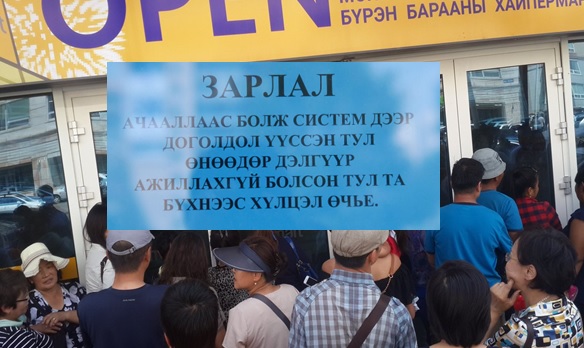 OPEN
БҮРЭН БАРААНЫ ХАЙПЕРМАР
ЗАРЛАЛ
АЧААЛЛААС БОЛЖ СИСТЕМ ДЭЭР
ДОГОЛДОЛ ҮҮССЭН ТУЛ
ӨНӨӨДӨР ДЭЛГҮҮР
АЖИЛЛАХГҮЙ БОЛСОН ТУЛ ТА
БҮХНЭЭС ХҮЛЦЭЛ ӨЧЬЕ.